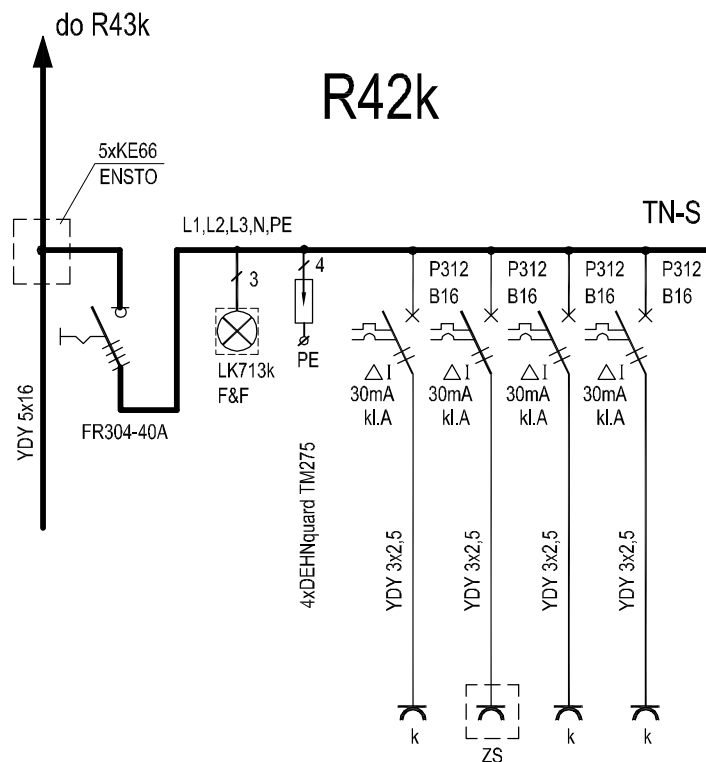 do R43k
R42k
5xKE66
ENSTO
TN-S
L1,L2,L3,N,PE
3
4
P312
B16
P312
B16
P312
B16
P312
B16
PE
LK713k
F&F
△I
30mA
kl.A
△I
30mA
kl.A
△I
30mA
kl.A
△I
30mA
kl.A
YDY 5x16
FR304-40A
4xDEHNquard TM275
YDY 3x2,5
YDY 3x2,5
YDY 3x2,5
YDY 3x2,5
k
ZS
k
k